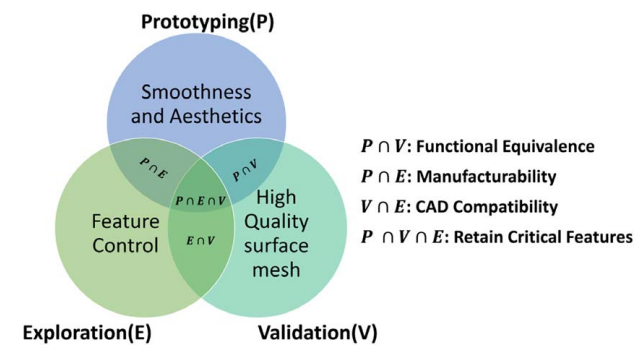 Prototyping(P)
Smoothness
and Aesthetics
P ∩ E
P ∩ V
P ∩ E ∩ V
Feature
Control
E ∩ V
High
Quality
surface
mesh
Exploration(E)
Validation(V)
P ∩ V: Functional Equivalence
P ∩ E: Manufacturability
V ∩ E: CAD Compatibility
P ∩ V ∩ E: Retain Critical Features